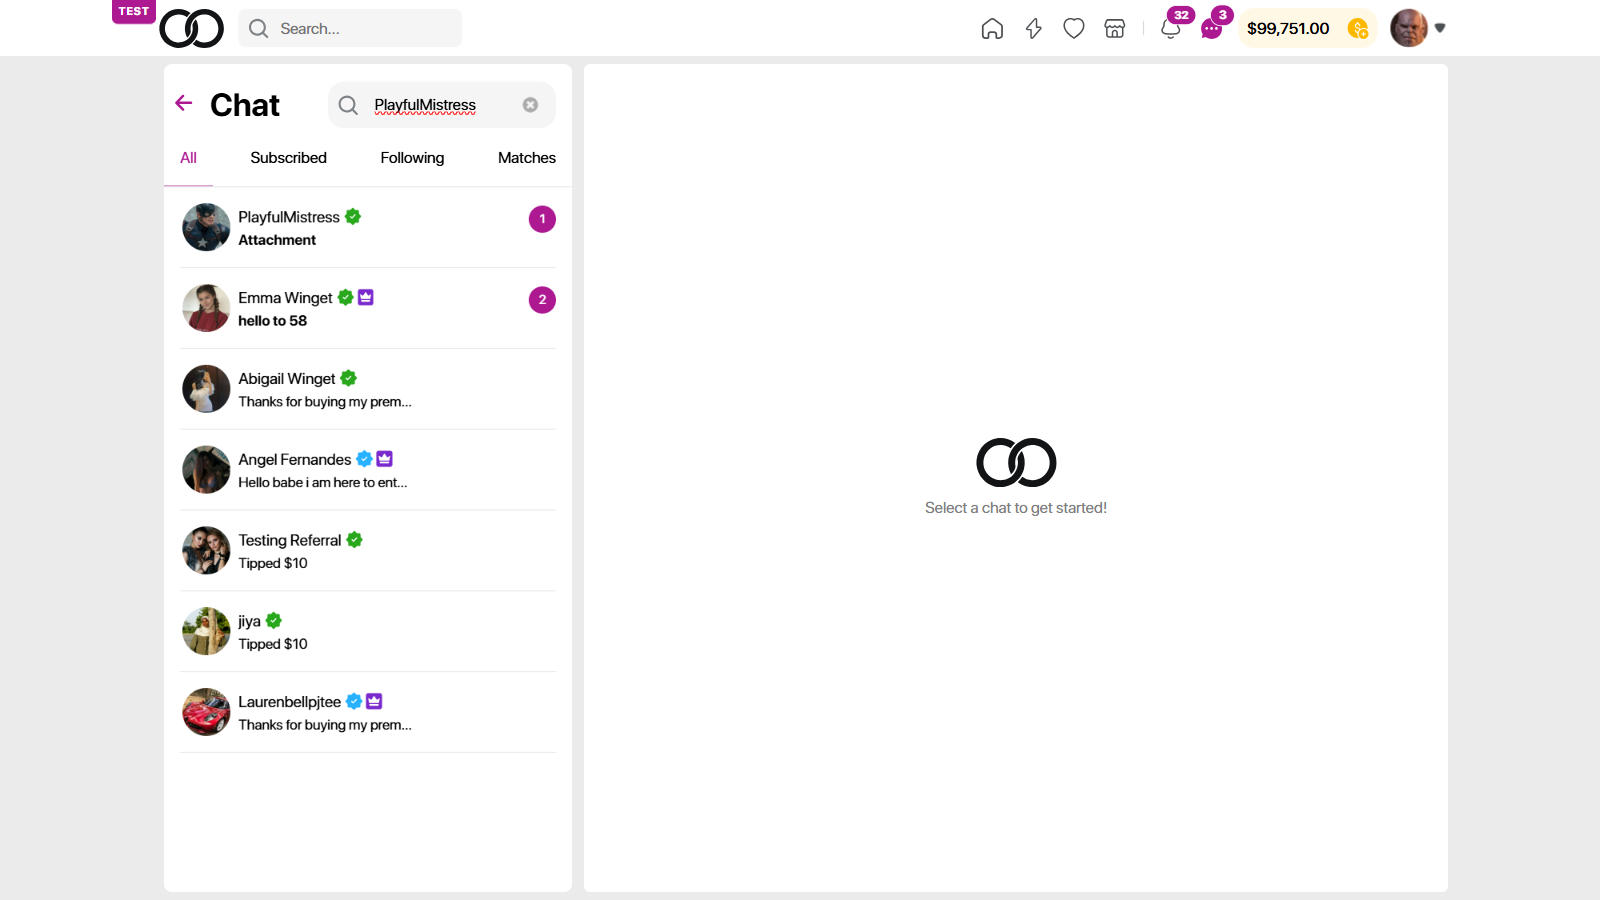 TEST
Search...
32
3
$99,751.00
Chat
PlayfulMistress
All
Subscribed
Following
Matches
PlayfulMistress
1
Attachment
Emma Winget
2
hello to 58
Abigail Winget
Thanks for buying my prem...
Angel Fernandes
Hello babe i am here to ent...
Testing Referral
Tipped $10
jiya
Tipped $10
Laurenbellpjtee
Thanks for buying my prem...
Select a chat to get started!